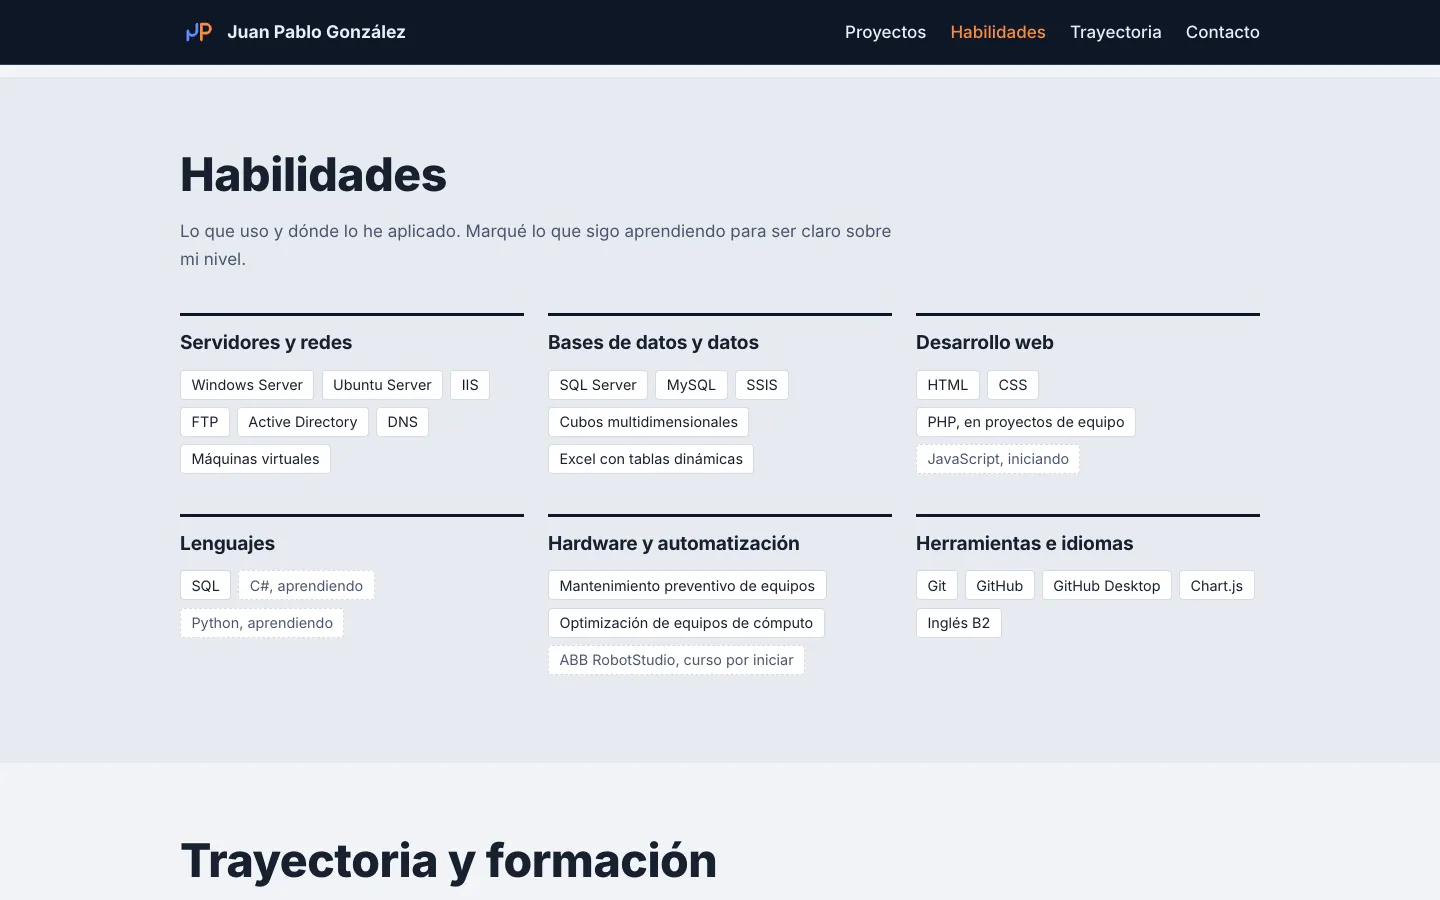 JP Juan Pablo González
Proyectos Habilidades Trayectoria Contacto
Habilidades
Lo que uso y dónde lo he aplicado. Marqué lo que sigo aprendiendo para ser claro sobre
mi nivel.
Servidores y redes
Windows Server Ubuntu Server IIS
FTP Active Directory DNS
Máquinas virtuales
Bases de datos y datos
SQL Server MySQL SSIS
Cubos multidimensionales
Excel con tablas dinámicas
Desarrollo web
HTML CSS
PHP, en proyectos de equipo
JavaScript, iniciando
Lenguajes
SQL C#, aprendiendo
Python, aprendiendo
Hardware y automatización
Mantenimiento preventivo de equipos
Optimización de equipos de cómputo
ABB RobotStudio, curso por iniciar
Herramientas e idiomas
Git GitHub GitHub Desktop Chart.js
Inglés B2
Trayectoria y formación